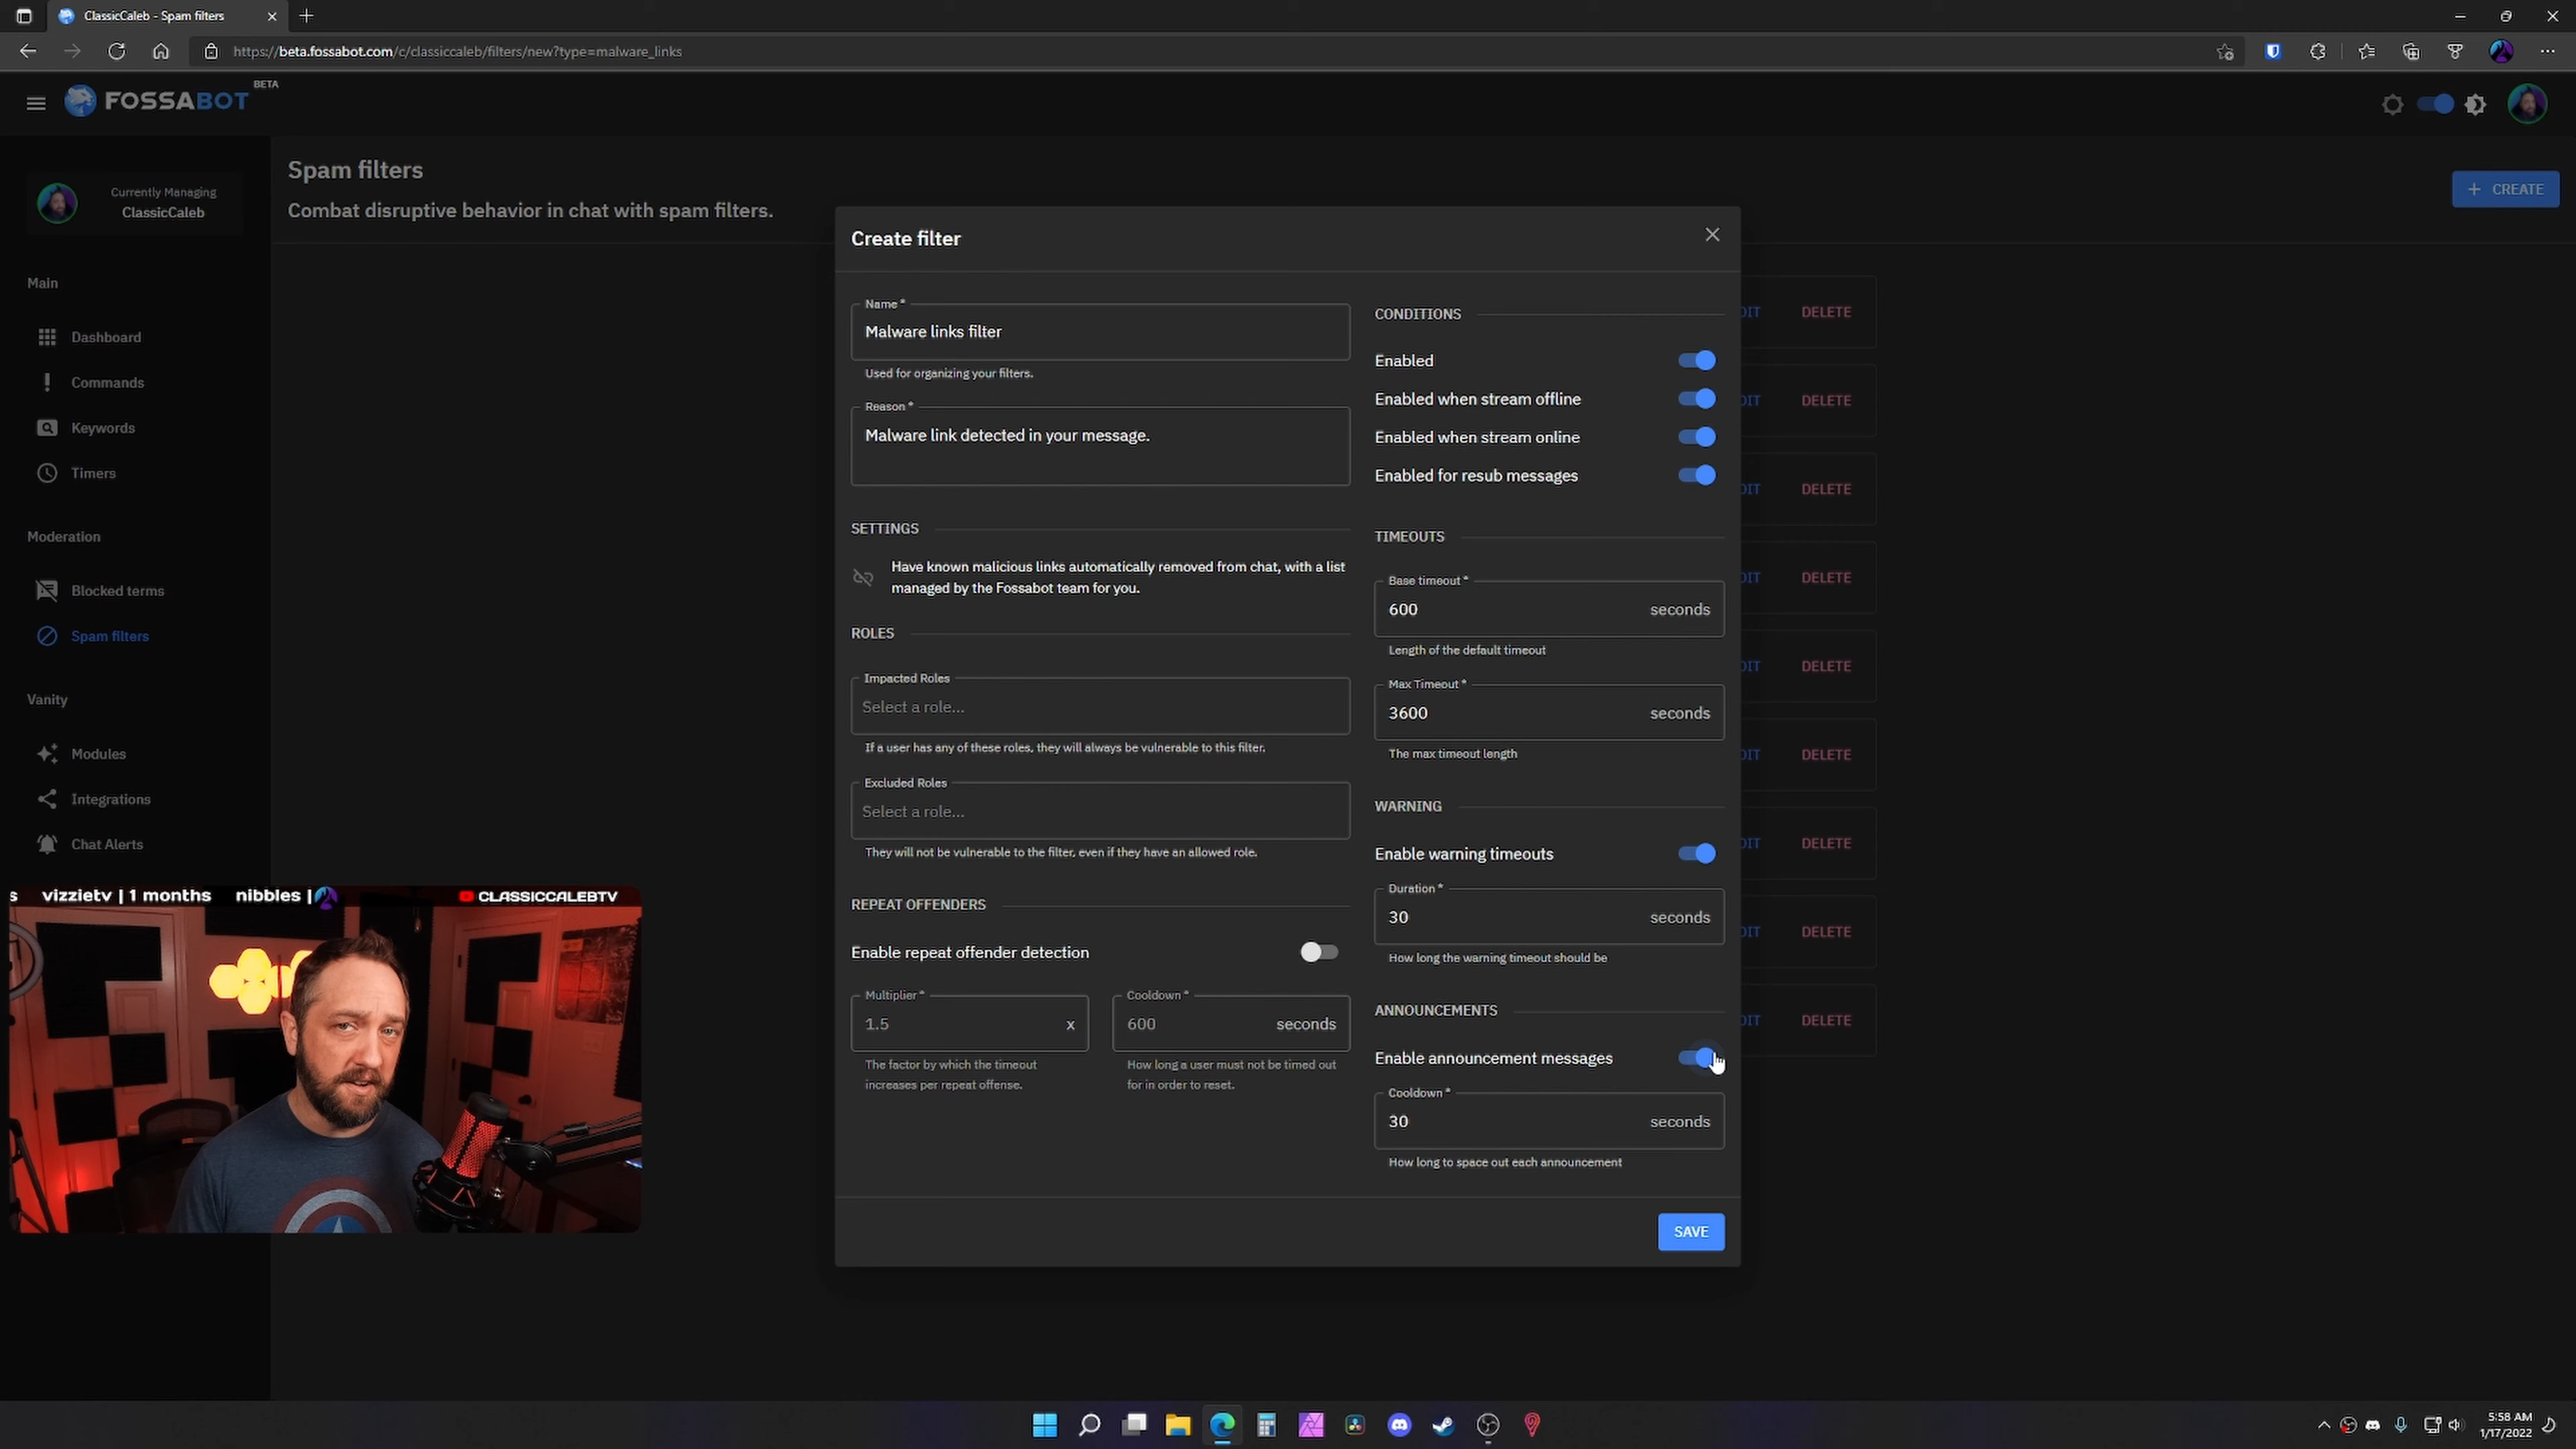 ClassicCaleb - Spam filters
https://beta.fossabot.com/c/classiccaleb/filters/new?type=malware_links
FOSSABOT
BETA
Currently Managing
ClassicCaleb
Main
Dashboard
Commands
Keywords
Timers
Moderation
Blocked terms
Spam filters
Vanity
Modules
Integrations
Chat Alerts
Spam filters
Combat disruptive behavior in chat with spam filters.
+ CREATE
Create filter
Name *
Malware links filter
Used for organizing your filters.
Reason *
Malware link detected in your message.
SETTINGS
Have known malicious links automatically removed from chat, with a list
managed by the Fossabot team for you.
ROLES
Impacted Roles
Select a role...
If a user has any of these roles, they will always be vulnerable to this filter.
Excluded Roles
Select a role...
They will not be vulnerable to the filter, even if they have an allowed role.
REPEAT OFFENDERS
Enable repeat offender detection
Multiplier *
1.5 x
The factor by which the timeout
increases per repeat offense.
Cooldown *
600 seconds
How long a user must not be timed out
for in order to reset.
CONDITIONS
Enabled
Enabled when stream offline
Enabled when stream online
Enabled for resub messages
TIMEOUTS
Base timeout *
600 seconds
Length of the default timeout
Max Timeout *
3600 seconds
The max timeout length
WARNING
Enable warning timeouts
Duration *
30 seconds
How long the warning timeout should be
ANNOUNCEMENTS
Enable announcement messages
Cooldown *
30 seconds
How long to space out each announcement
SAVE
DIT DELETE
DIT DELETE
DIT DELETE
DIT DELETE
DIT DELETE
DIT DELETE
DIT DELETE
DIT DELETE
DIT DELETE
s vizzietv | 1 months nibbles | CLASSICCALEBTV
5:58 AM
1/17/2022